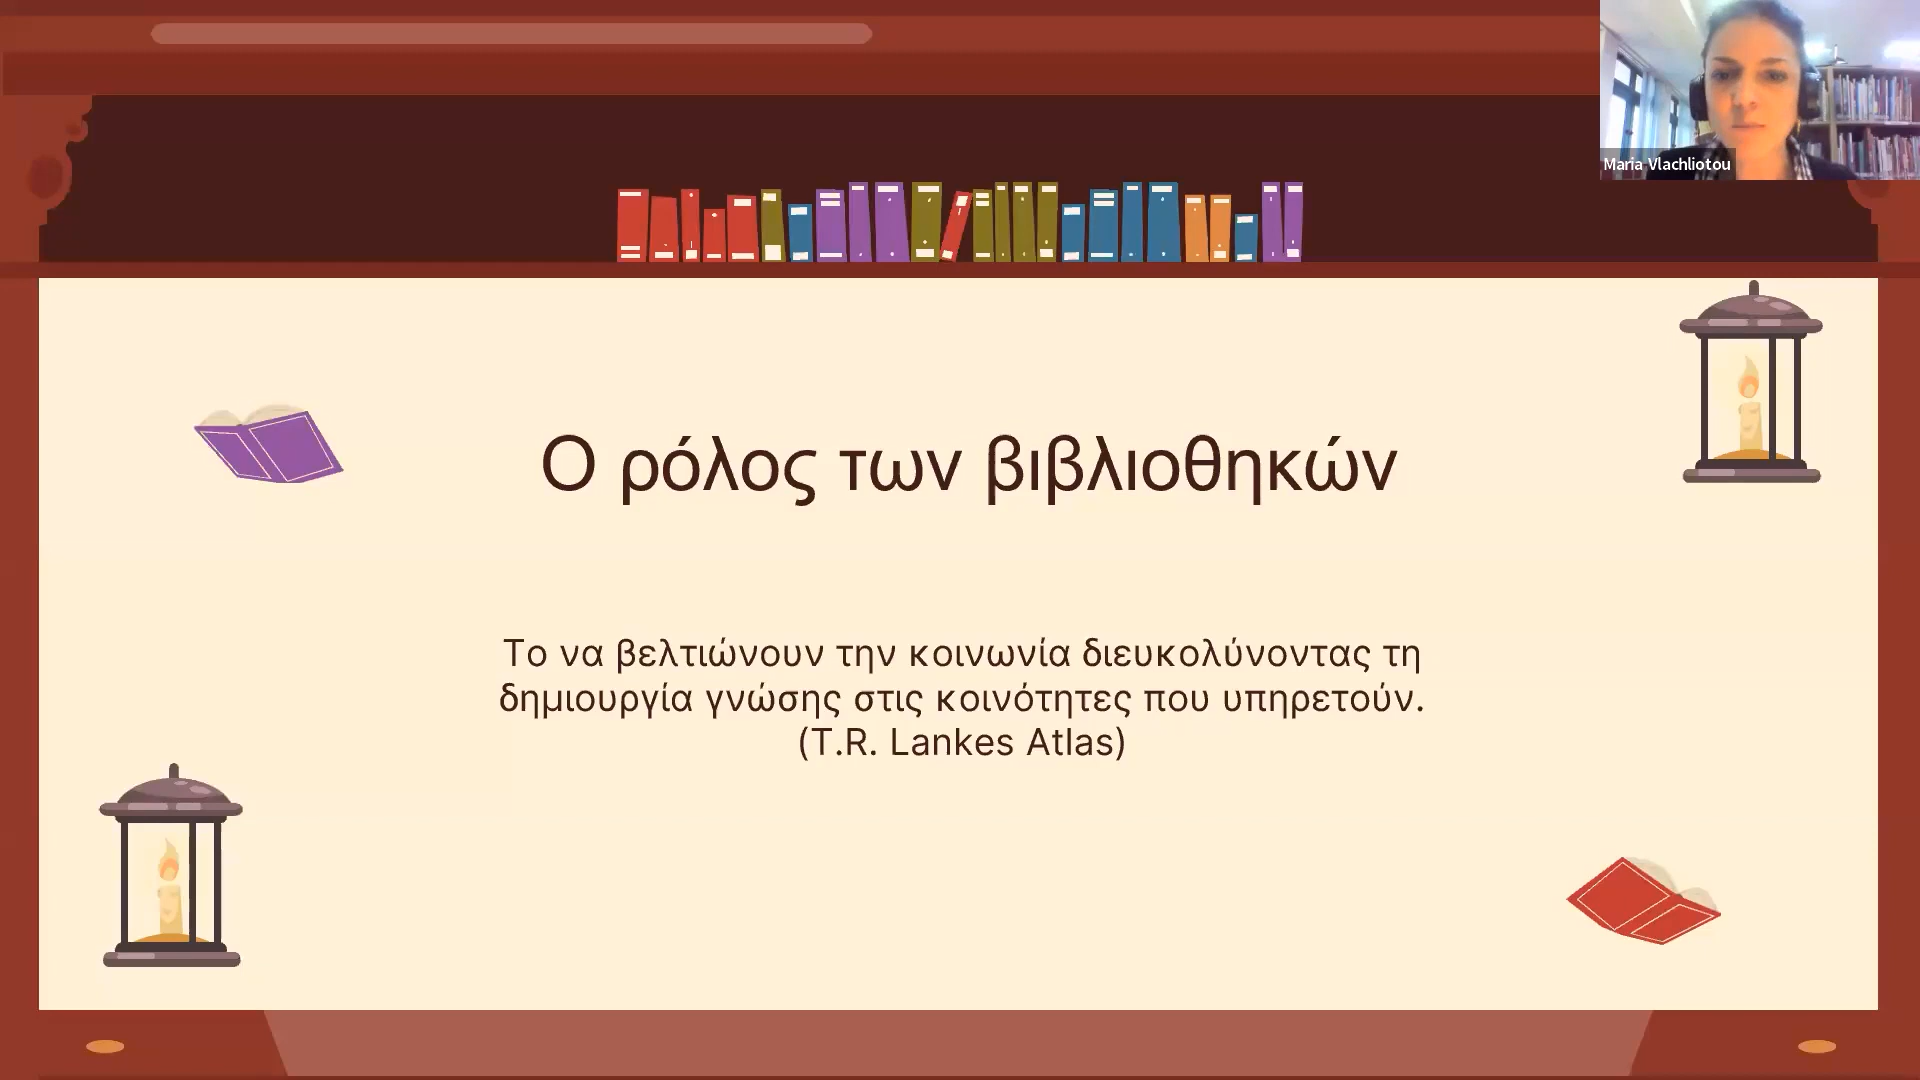 Maria Vlachliotou
Ο ρόλος των βιβλιοθηκών
Το να βελτιώνουν την κοινωνία διευκολύνοντας τη
δημιουργία γνώσης στις κοινότητες που υπηρετούν.
(T.R. Lankes Atlas)